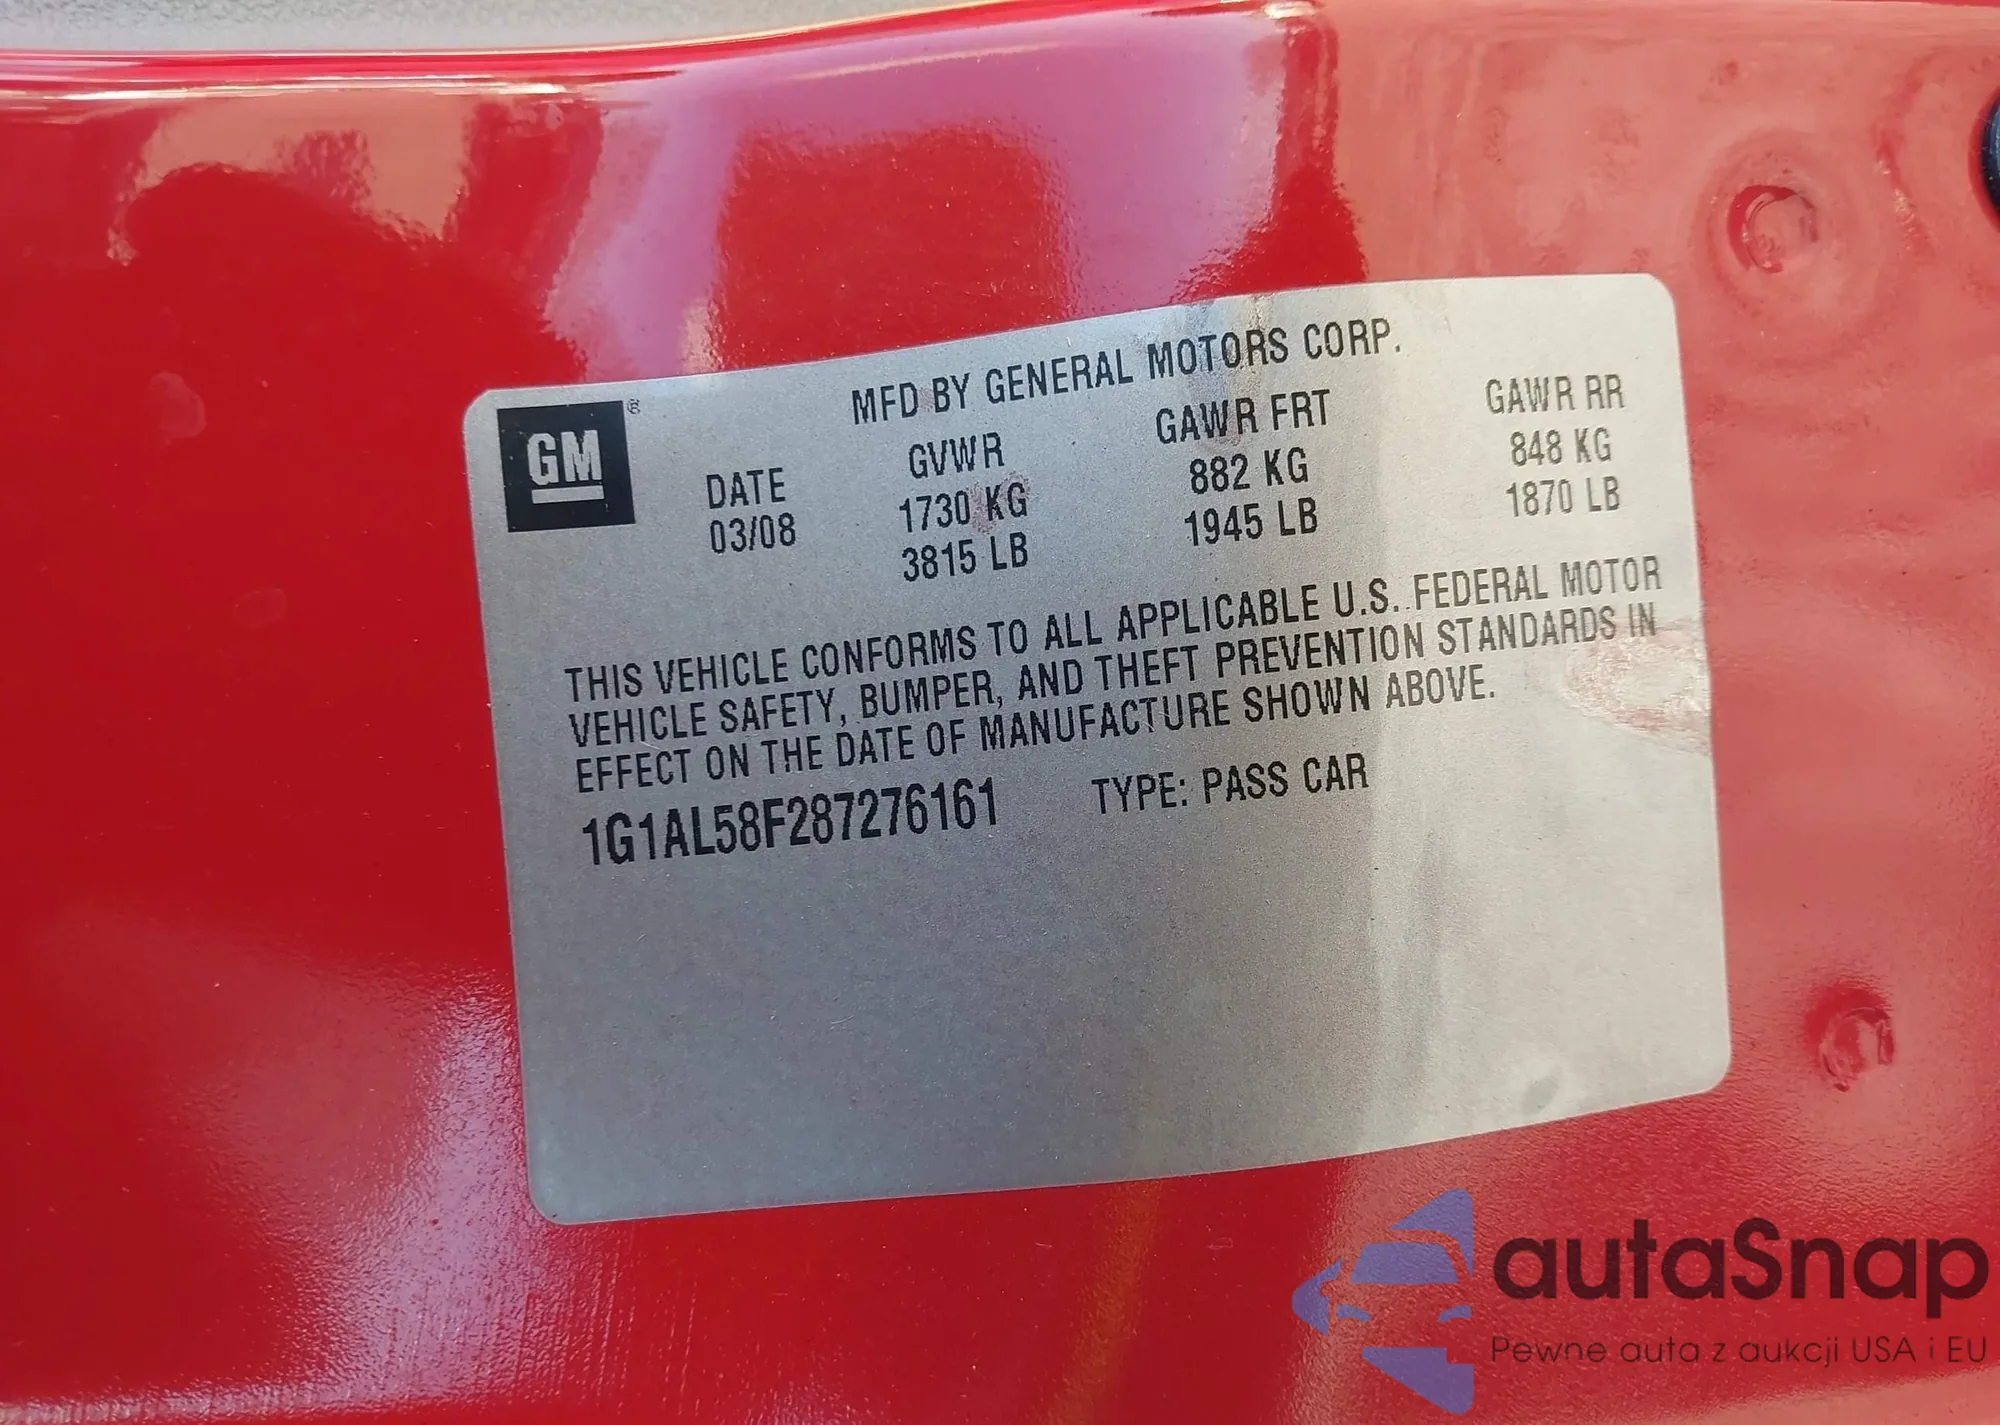 MFD BY GENERAL MOTORS CORP.
GM ®
DATE GVWR GAWR FRT GAWR RR
03/08 1730 KG 882 KG 848 KG
3815 LB 1945 LB 1870 LB
THIS VEHICLE CONFORMS TO ALL APPLICABLE U.S. FEDERAL MOTOR
VEHICLE SAFETY, BUMPER, AND THEFT PREVENTION STANDARDS IN
EFFECT ON THE DATE OF MANUFACTURE SHOWN ABOVE.
1G1AL58F287276161 TYPE: PASS CAR
autaSnap
Pewne auta z aukcji USA i EU